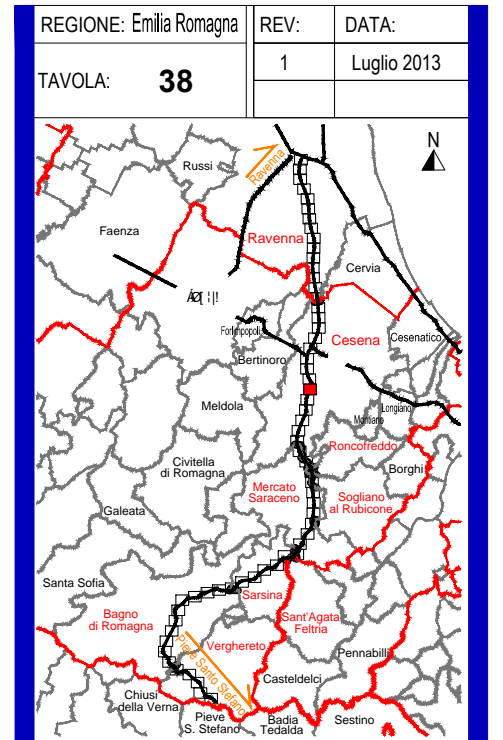 REGIONE: Emilia Romagna
REV:
DATA:
TAVOLA: 38
1
Luglio 2013
N
Russi
Ravenna
Faenza
Ravenna
Cervia
Forlimpopoli
Cesena
Cesenatico
Bertinoro
Meldola
Longiano
Montiano
Roncofreddo
Civitella
di Romagna
Borghi
Mercato
Saraceno
Sogliano
al Rubicone
Galeata
Santa Sofia
Sarsina
Bagno
di Romagna
Sant'Agata
Feltria
Verghereto
Pieve Santo Stefano
Pennabilli
Casteldelci
Chiusi
della Verna
Pieve
S. Stefano
Badia
Tedalda
Sestino